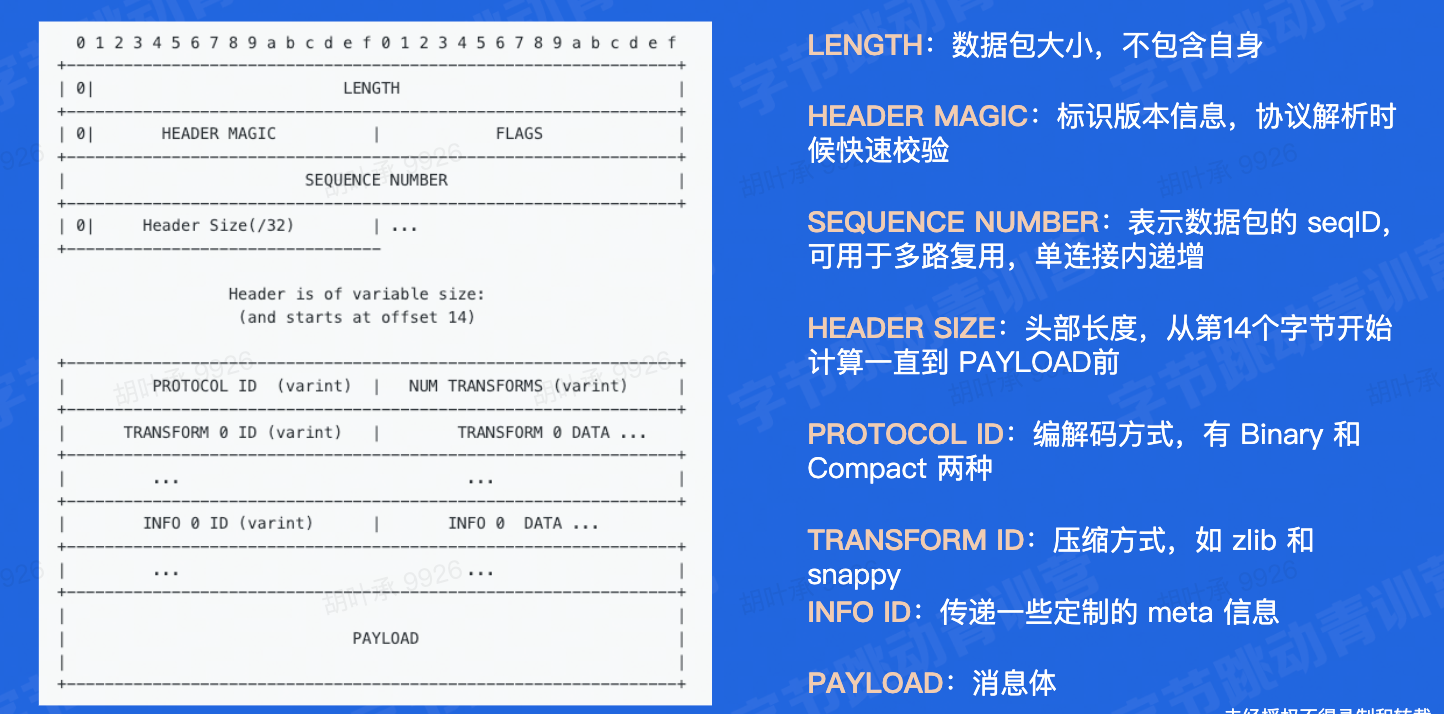 0 1 2 3 4 5 6 7 8 9 a b c d e f 0 1 2 3 4 5 6 7 8 9 a b c d e f
+----------------------------------------------------------------+
| 0| LENGTH |
+----------------------------------------------------------------+
| 0| HEADER MAGIC | FLAGS |
+----------------------------------------------------------------+
| SEQUENCE NUMBER |
+----------------------------------------------------------------+
| 0| Header Size(/32) | ...
+---------------------------------
Header is of variable size:
(and starts at offset 14)
+----------------------------------------------------------------+
| PROTOCOL ID (varint) | NUM TRANSFORMS (varint) |
+----------------------------------------------------------------+
| TRANSFORM 0 ID (varint) | TRANSFORM 0 DATA ...
+----------------------------------------------------------------+
| ... ... |
+----------------------------------------------------------------+
| INFO 0 ID (varint) | INFO 0 DATA ...
+----------------------------------------------------------------+
| ... ... |
+----------------------------------------------------------------+
| |
| PAYLOAD |
| |
+----------------------------------------------------------------+
LENGTH：数据包大小，不包含自身
HEADER MAGIC：标识版本信息，协议解析时
候快速校验
SEQUENCE NUMBER：表示数据包的 seqID，
可用于多路复用，单连接内递增
HEADER SIZE：头部长度，从第14个字节开始
计算一直到 PAYLOAD前
PROTOCOL ID：编解码方式，有 Binary 和
Compact 两种
TRANSFORM ID：压缩方式，如 zlib 和
snappy
INFO ID：传递一些定制的 meta 信息
PAYLOAD：消息体
胡叶承 9926
字节跳动青训营